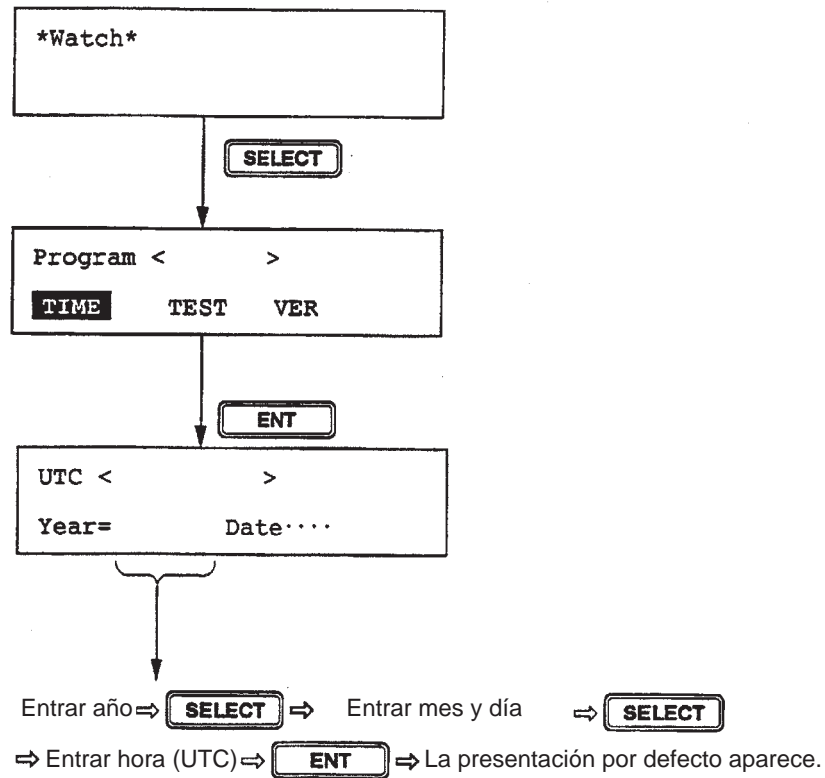 *Watch*
SELECT
Program < >
TIME TEST VER
ENT
UTC < >
Year= Date····
Entrar año ⇨ SELECT ⇨ Entrar mes y día ⇨ SELECT
⇨ Entrar hora (UTC) ⇨ ENT ⇨ La presentación por defecto aparece.